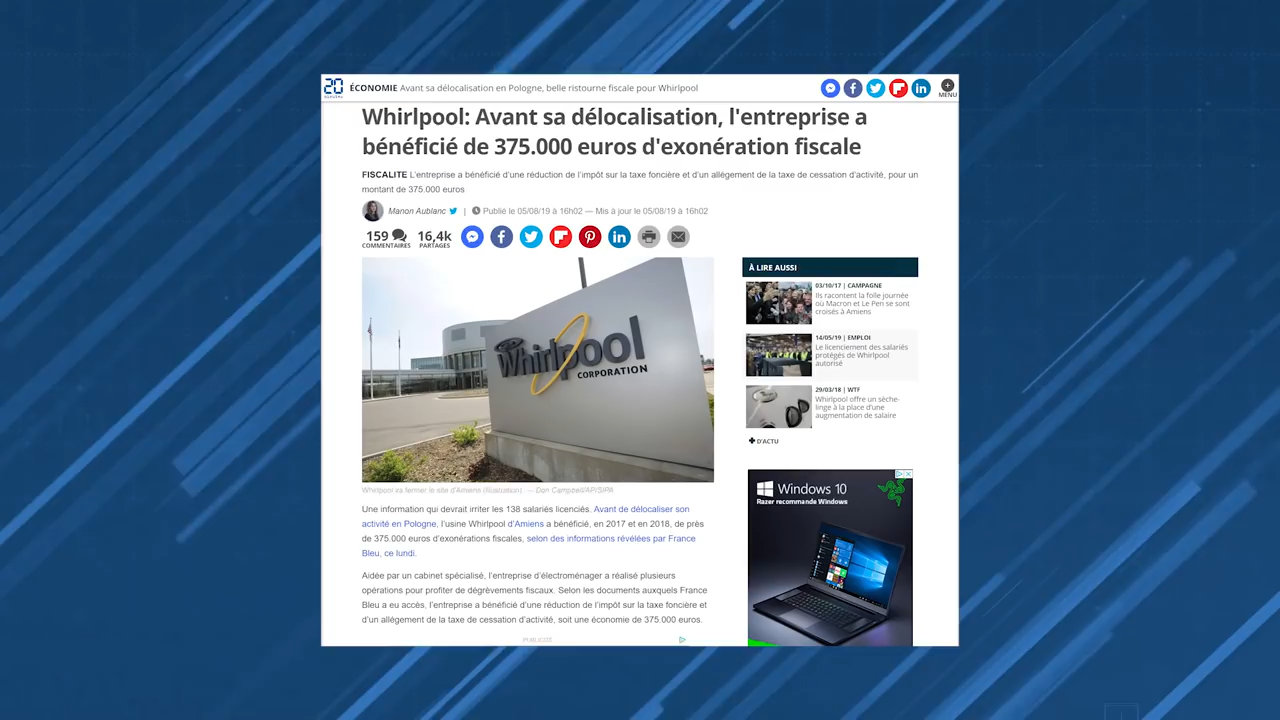 20
MINUTES
ÉCONOMIE Avant sa délocalisation en Pologne, belle ristourne fiscale pour Whirlpool
MENU
Whirlpool: Avant sa délocalisation, l'entreprise a
bénéficié de 375.000 euros d'exonération fiscale
FISCALITE L'entreprise a bénéficié d'une réduction de l'impôt sur la taxe foncière et d'un allégement de la taxe de cessation d'activité, pour un
montant de 375.000 euros
Manon Aublanc | Publié le 05/08/19 à 16h02 — Mis à jour le 05/08/19 à 16h02
159 16,4k
COMMENTAIRES PARTAGES
Whirlpool
CORPORATION
Whirlpool va fermer le site d'Amiens (illustration). — Don Campbell/AP/SIPA
Une information qui devrait irriter les 138 salariés licenciés. Avant de délocaliser son
activité en Pologne, l'usine Whirlpool d'Amiens a bénéficié, en 2017 et en 2018, de près
de 375.000 euros d'exonérations fiscales, selon des informations révélées par France
Bleu, ce lundi.
Aidée par un cabinet spécialisé, l'entreprise d'électroménager a réalisé plusieurs
opérations pour profiter de dégrèvements fiscaux. Selon les documents auxquels France
Bleu a eu accès, l'entreprise a bénéficié d'une réduction de l'impôt sur la taxe foncière et
d'un allégement de la taxe de cessation d'activité, soit une économie de 375.000 euros.
PUBLICITÉ
À LIRE AUSSI
03/10/17 | CAMPAGNE
Ils racontent la folle journée
où Macron et Le Pen se sont
croisés à Amiens
14/05/19 | EMPLOI
Le licenciement des salariés
protégés de Whirlpool
autorisé
29/03/18 | WTF
Whirlpool offre un sèche-
linge à la place d'une
augmentation de salaire
+ D'ACTU
Windows 10
Razer recommande Windows